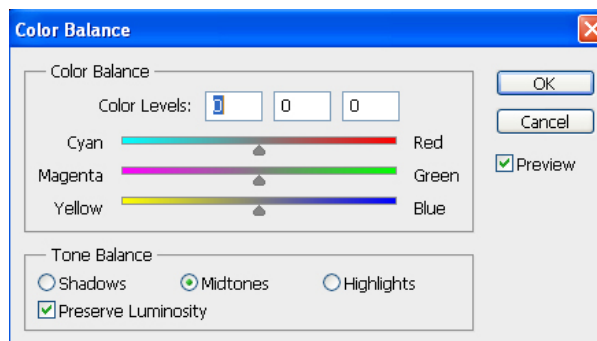 Color Balance
Color Balance
Color Levels: 0 0 0
Cyan Red
Magenta Green
Yellow Blue
Tone Balance
Shadows Midtones Highlights
Preserve Luminosity
OK
Cancel
Preview